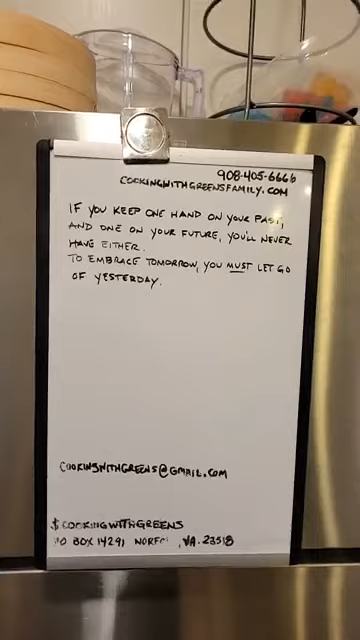 908-405-6666
COOKINGWITHGREENSFAMILY.COM
IF YOU KEEP ONE HAND ON YOUR PAST,
AND ONE ON YOUR FUTURE, YOU'LL NEVER
HAVE EITHER.
TO EMBRACE TOMORROW, YOU MUST LET GO
OF YESTERDAY.
COOKINGWITHGREENS@GMAIL.COM
$COOKINGWITHGREENS
PO BOX 14291 VA. 23518